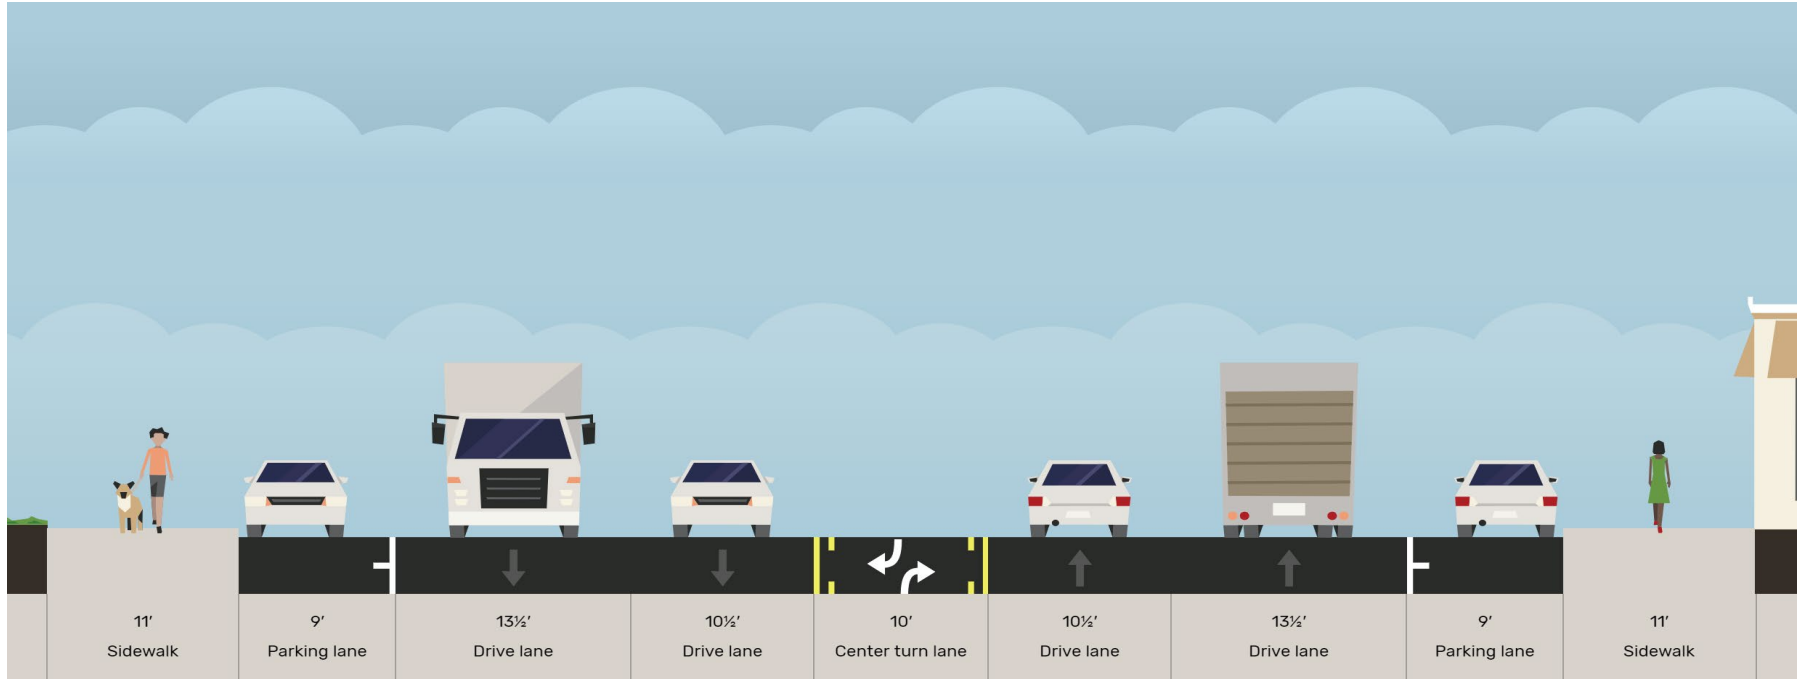 11′ 9′ 13½′ 10½′ 10′ 10½′ 13½′ 9′ 11′
Sidewalk Parking lane Drive lane Drive lane Center turn lane Drive lane Drive lane Parking lane Sidewalk